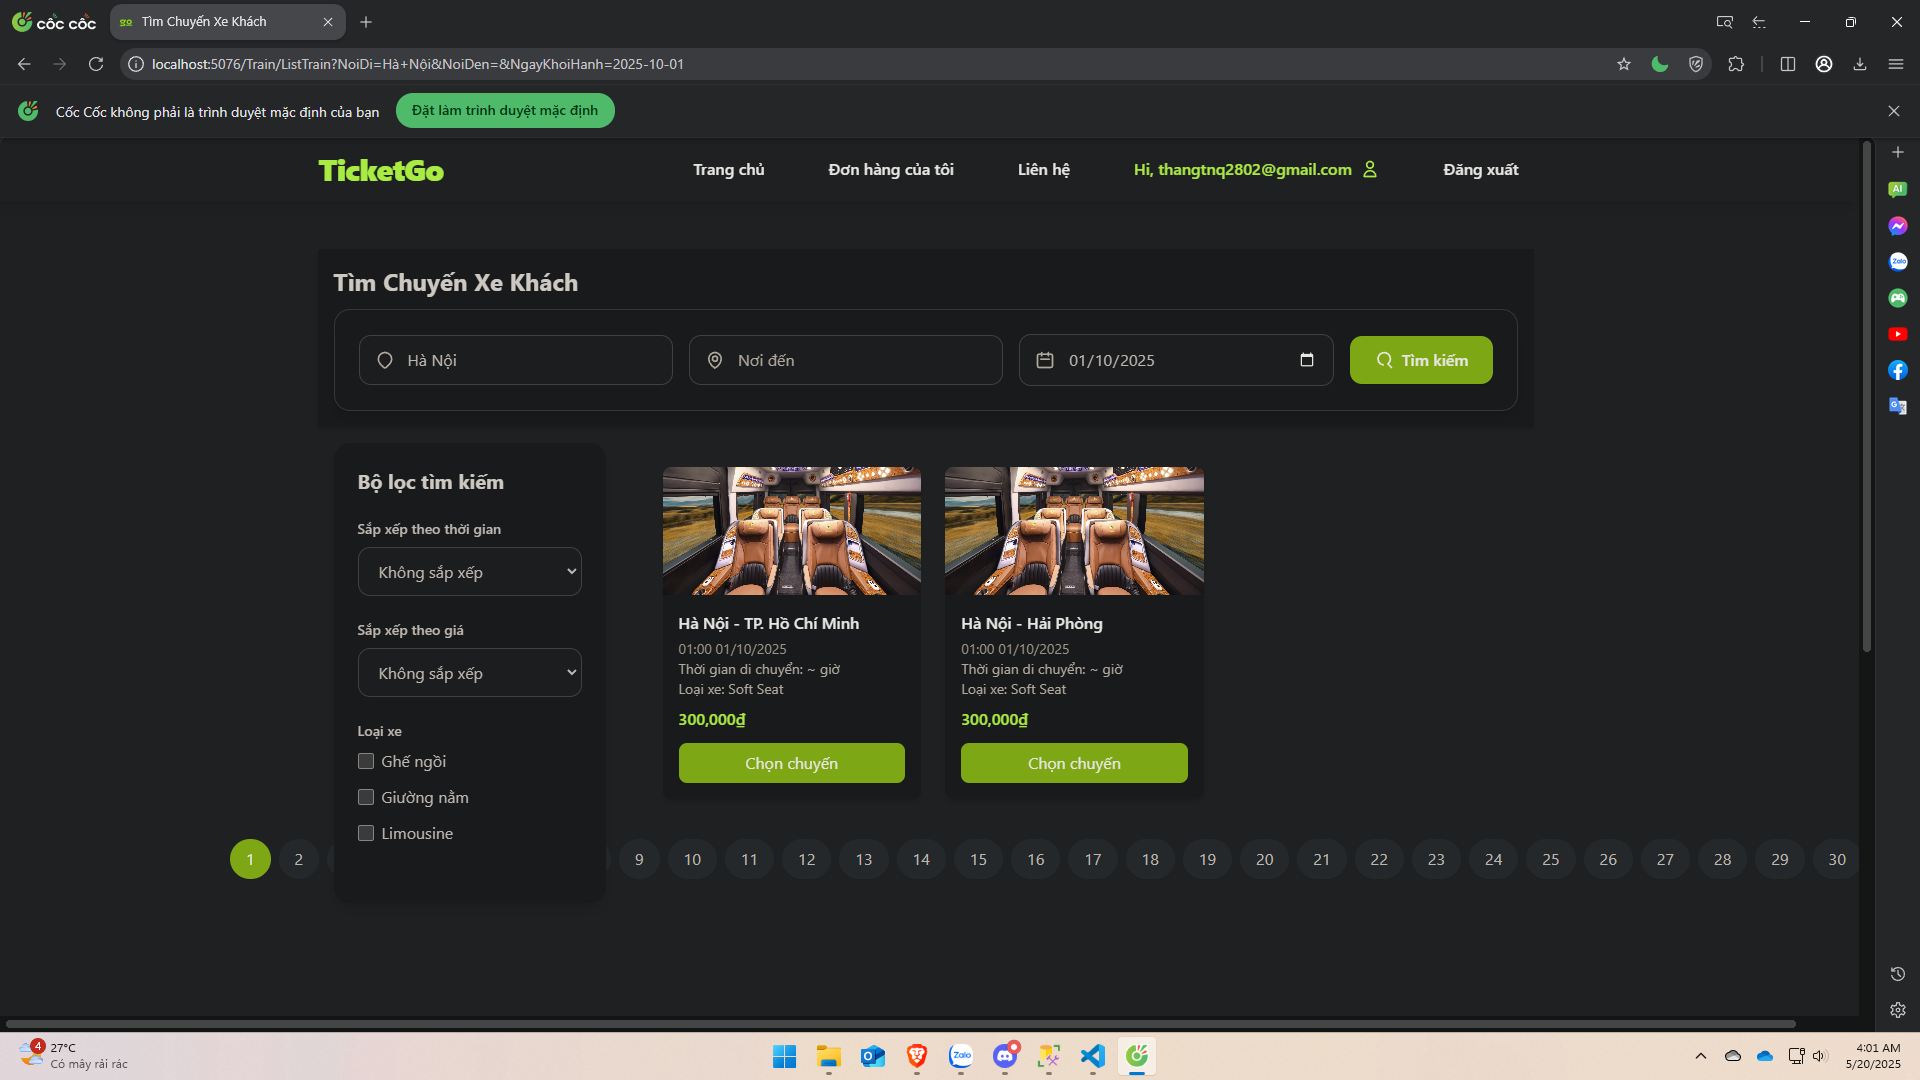 cốc cốc
go
Tìm Chuyến Xe Khách
localhost:5076/Train/ListTrain?NoiDi=Hà+Nội&NoiDen=&NgayKhoiHanh=2025-10-01
Cốc Cốc không phải là trình duyệt mặc định của bạn
Đặt làm trình duyệt mặc định
TicketGo
Trang chủ
Đơn hàng của tôi
Liên hệ
Hi, thangtnq2802@gmail.com
Đăng xuất
AI
Zalo
Tìm Chuyến Xe Khách
Hà Nội
Nơi đến
01/10/2025
Tìm kiếm
Bộ lọc tìm kiếm
Sắp xếp theo thời gian
Không sắp xếp
Sắp xếp theo giá
Không sắp xếp
Loại xe
Ghế ngồi
Giường nằm
Limousine
Hà Nội - TP. Hồ Chí Minh
01:00 01/10/2025
Thời gian di chuyển: ~ giờ
Loại xe: Soft Seat
300,000₫
Chọn chuyến
Hà Nội - Hải Phòng
01:00 01/10/2025
Thời gian di chuyển: ~ giờ
Loại xe: Soft Seat
300,000₫
Chọn chuyến
1 2 9 10 11 12 13 14 15 16 17 18 19 20 21 22 23 24 25 26 27 28 29 30
4
27°C
Có mây rải rác
Zalo
4:01 AM
5/20/2025